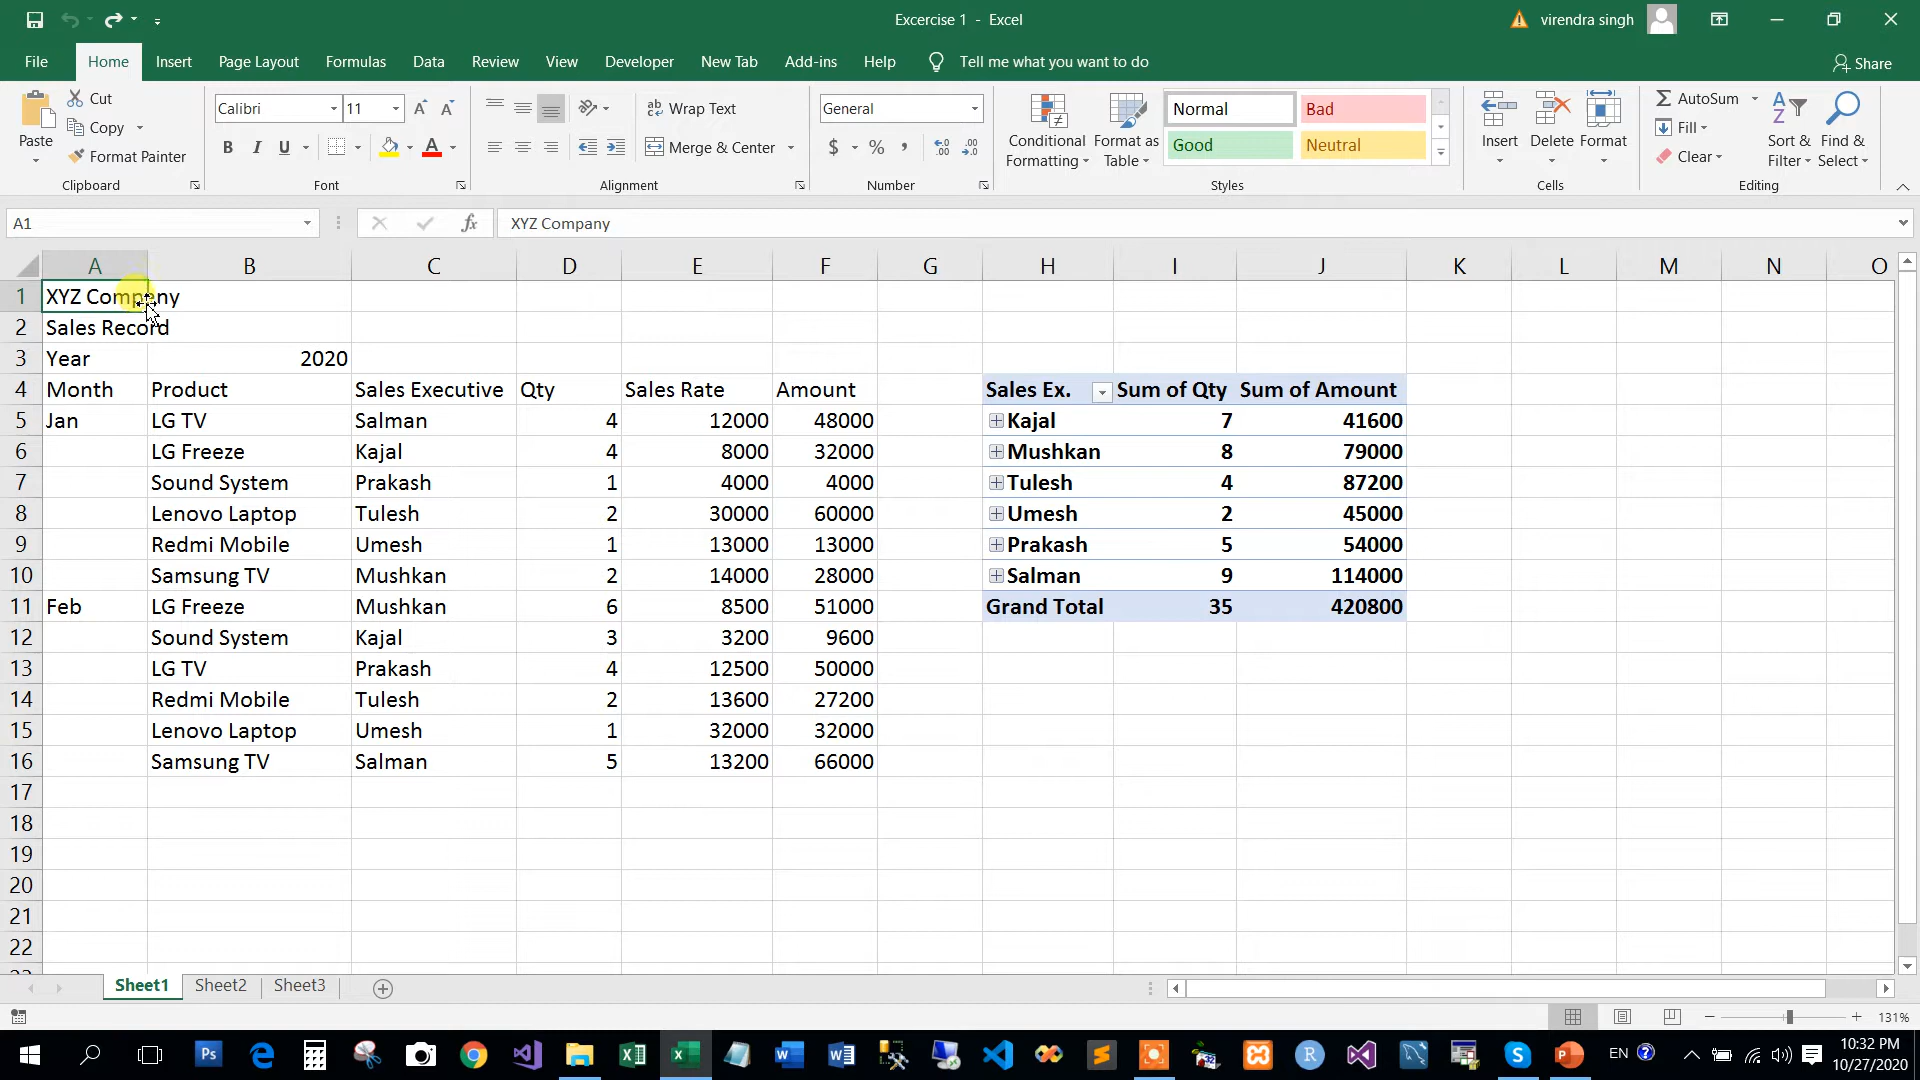 Excercise 1 - Excel
virendra singh
File Home Insert Page Layout Formulas Data Review View Developer New Tab Add-ins Help Tell me what you want to do
Share
Cut
Copy
Format Painter
Paste
Clipboard
Calibri 11
B I U
A
Font
Wrap Text
Merge & Center
Alignment
General
$ % ,
Number
Conditional Formatting
Format as Table
Normal Bad
Good Neutral
Styles
Insert Delete Format
Cells
AutoSum
Fill
Clear
Sort & Filter
Find & Select
Editing
A1 fx XYZ Company
A B C D E F G H I J K L M N O
1 XYZ Company
2 Sales Record
3 Year 2020
4 Month Product Sales Executive Qty Sales Rate Amount Sales Ex. Sum of Qty Sum of Amount
5 Jan LG TV Salman 4 12000 48000 Kajal 7 41600
6 LG Freeze Kajal 4 8000 32000 Mushkan 8 79000
7 Sound System Prakash 1 4000 4000 Tulesh 4 87200
8 Lenovo Laptop Tulesh 2 30000 60000 Umesh 2 45000
9 Redmi Mobile Umesh 1 13000 13000 Prakash 5 54000
10 Samsung TV Mushkan 2 14000 28000 Salman 9 114000
11 Feb LG Freeze Mushkan 6 8500 51000 Grand Total 35 420800
12 Sound System Kajal 3 3200 9600
13 LG TV Prakash 4 12500 50000
14 Redmi Mobile Tulesh 2 13600 27200
15 Lenovo Laptop Umesh 1 32000 32000
16 Samsung TV Salman 5 13200 66000
17
18
19
20
21
22
Sheet1 Sheet2 Sheet3
131%
EN
10:32 PM
10/27/2020